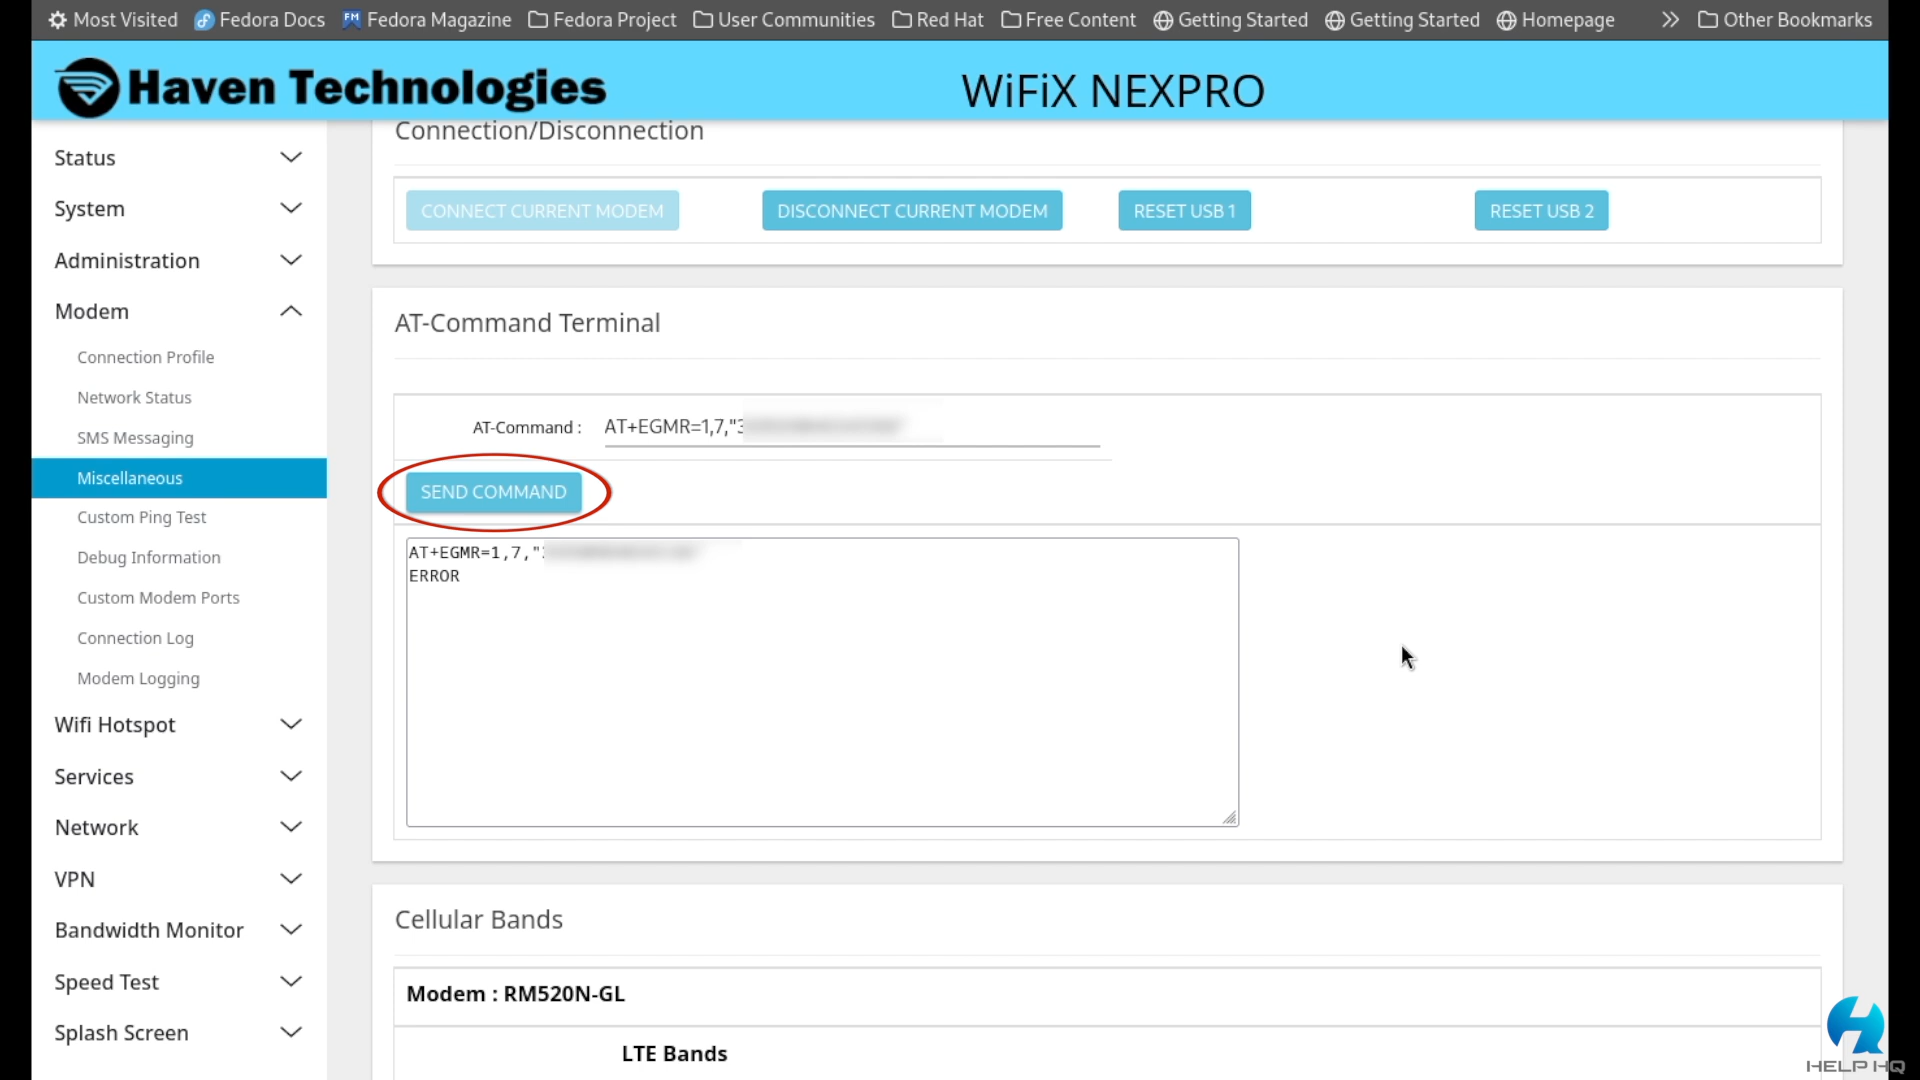 Most Visited Fedora Docs FM Fedora Magazine Fedora Project User Communities Red Hat Free Content Getting Started Getting Started Homepage Other Bookmarks
Haven Technologies
WiFiX NEXPRO
Status
System
Administration
Modem
Connection Profile
Network Status
SMS Messaging
Miscellaneous
Custom Ping Test
Debug Information
Custom Modem Ports
Connection Log
Modem Logging
Wifi Hotspot
Services
Network
VPN
Bandwidth Monitor
Speed Test
Splash Screen
Connection/Disconnection
CONNECT CURRENT MODEM DISCONNECT CURRENT MODEM RESET USB 1 RESET USB 2
AT-Command Terminal
AT-Command : AT+EGMR=1,7,"3
SEND COMMAND
AT+EGMR=1,7,"
ERROR
Cellular Bands
Modem : RM520N-GL
LTE Bands
HELP HQ